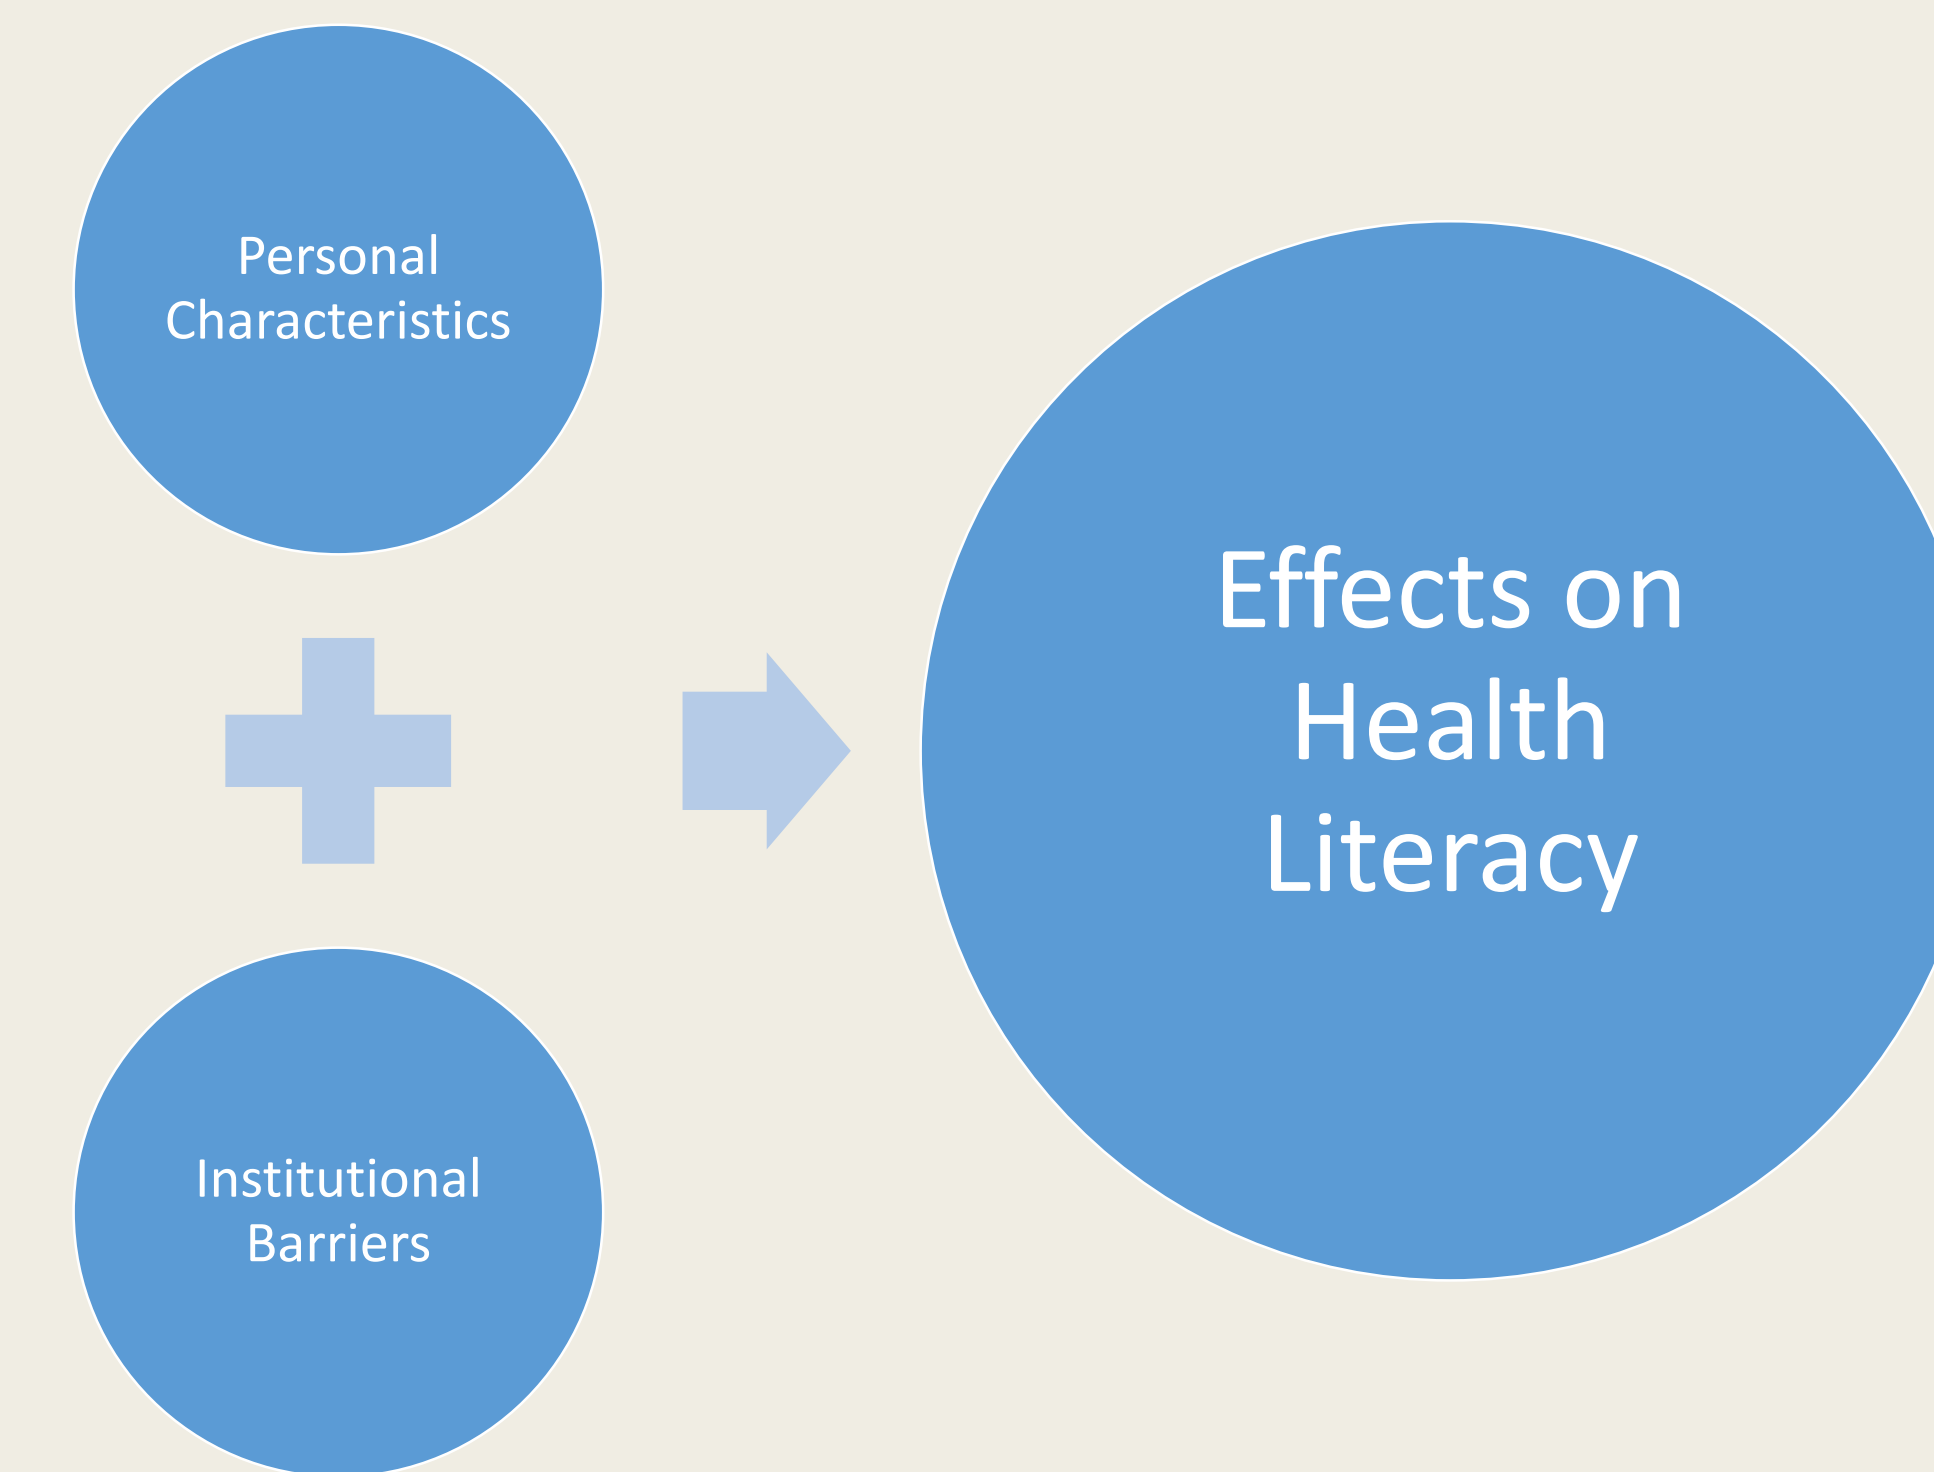 Personal
Characteristics
Institutional
Barriers
Effects on
Health
Literacy